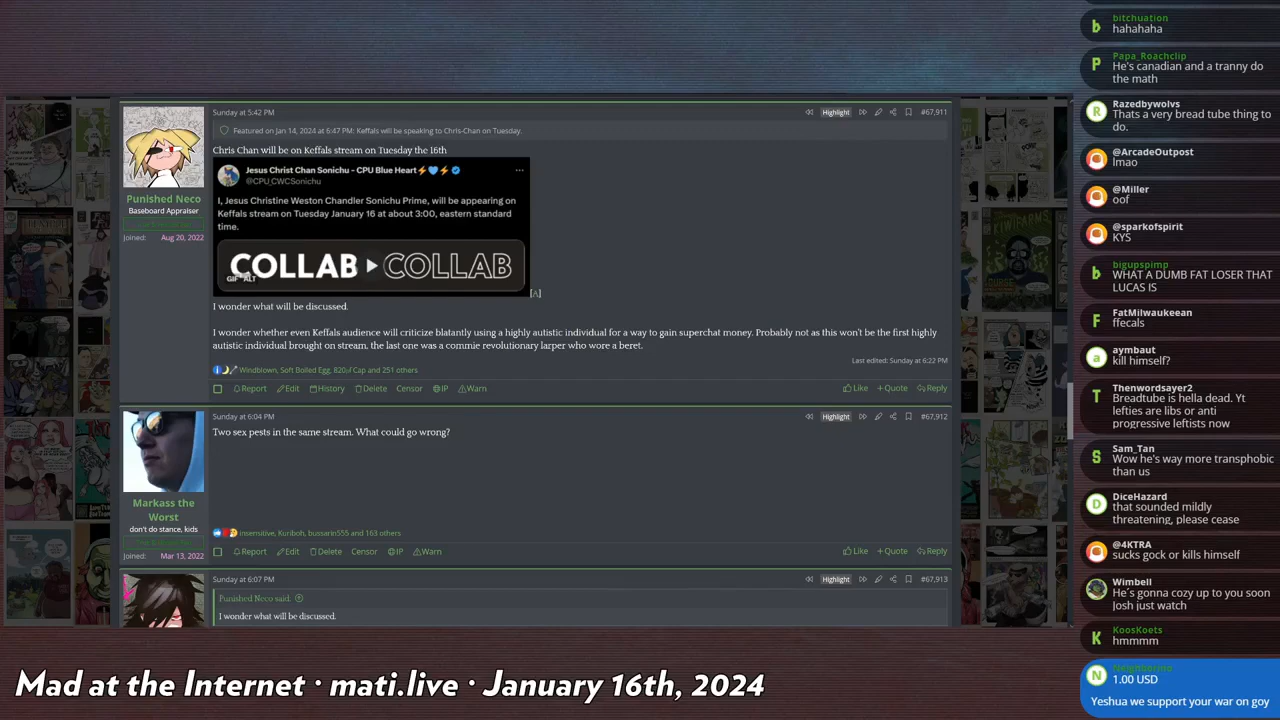 Sunday at 5:42 PM
Highlight
#67,911
Featured on Jan 14, 2024 at 6:47 PM: Keffals will be speaking to Chris-Chan on Tuesday.
Chris Chan will be on Keffals stream on Tuesday the 16th
Jesus Christ Chan Sonichu - CPU Blue Heart⚡💙⚡
@CPU_CWCSonichu
I, Jesus Christine Weston Chandler Sonichu Prime, will be appearing on
Keffals stream on Tuesday January 16 at about 3:00, eastern standard
time.
COLLAB ▸ COLLAB
GIF ALT
[A]
I wonder what will be discussed.
I wonder whether even Keffals audience will criticize blatantly using a highly autistic individual for a way to gain superchat money. Probably not as this won't be the first highly
autistic individual brought on stream, the last one was a commie revolutionary larper who wore a beret.
Last edited: Sunday at 6:22 PM
Windblown, Soft Boiled Egg, and 251 others
Report Edit History Delete Censor IP Warn
Like + Quote Reply
Punished Neco
Baseboard Appraiser
Joined: Aug 20, 2022
Sunday at 6:04 PM
Highlight
#67,912
Two sex pests in the same stream. What could go wrong?
insensitive, Kuriboh, bussarin555 and 163 others
Report Edit Delete Censor IP Warn
Like + Quote Reply
Markass the
Worst
don't do stance, kids
Joined: Mar 13, 2022
Sunday at 6:07 PM
Highlight
#67,913
Punished Neco said:
I wonder what will be discussed.
Mad at the Internet · mati.live · January 16th, 2024
bitchuation
hahahaha
Papa_Roachclip
He's canadian and a tranny do
the math
Razedbywolvs
Thats a very bread tube thing to
do.
@ArcadeOutpost
lmao
@Miller
oof
@sparkofspirit
KYS
bigupspimp
WHAT A DUMB FAT LOSER THAT
LUCAS IS
FatMilwaukeean
ffecals
aymbaut
kill himself?
Thenwordsayer2
Breadtube is hella dead. Yt
lefties are libs or anti
progressive leftists now
Sam_Tan
Wow he's way more transphobic
than us
DiceHazard
that sounded mildly
threatening, please cease
@4KTRA
sucks gock or kills himself
Wimbell
He´s gonna cozy up to you soon
Josh just watch
KoosKoets
hmmmm
1.00 USD
Yeshua we support your war on goy